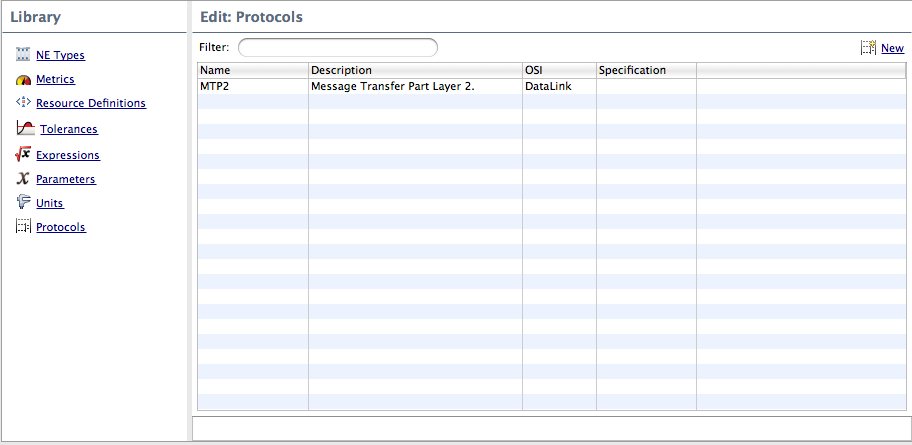 Library
NE Types
Metrics
Resource Definitions
Tolerances
Expressions
Parameters
Units
Protocols
Edit: Protocols
Filter:
New
Name Description OSI Specification
MTP2 Message Transfer Part Layer 2. DataLink